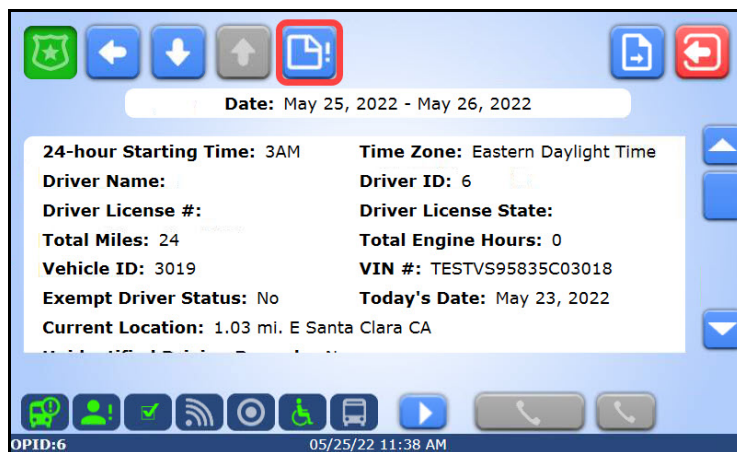 Date: May 25, 2022 - May 26, 2022
24-hour Starting Time: 3AM Time Zone: Eastern Daylight Time
Driver Name: Driver ID: 6
Driver License #: Driver License State:
Total Miles: 24 Total Engine Hours: 0
Vehicle ID: 3019 VIN #: TESTVS95835C03018
Exempt Driver Status: No Today's Date: May 23, 2022
Current Location: 1.03 mi. E Santa Clara CA
OPID:6 05/25/22 11:38 AM